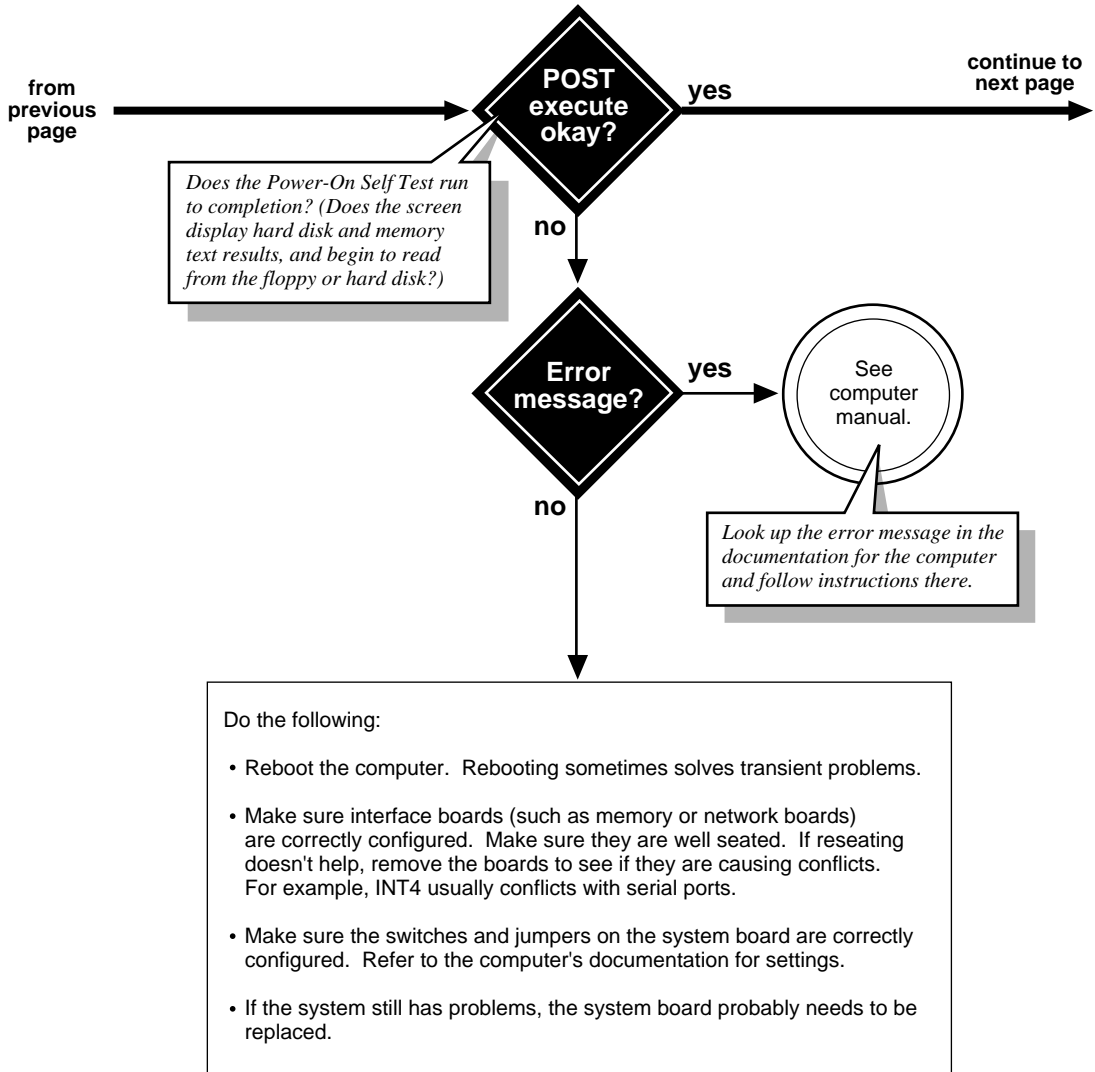 from
previous
page
POST
execute
okay?
yes
continue to
next page
Does the Power-On Self Test run
to completion? (Does the screen
display hard disk and memory
text results, and begin to read
from the floppy or hard disk?)
no
Error
message?
yes
See
computer
manual.
no
Look up the error message in the
documentation for the computer
and follow instructions there.
Do the following:
• Reboot the computer. Rebooting sometimes solves transient problems.
• Make sure interface boards (such as memory or network boards)
are correctly configured. Make sure they are well seated. If reseating
doesn't help, remove the boards to see if they are causing conflicts.
For example, INT4 usually conflicts with serial ports.
• Make sure the switches and jumpers on the system board are correctly
configured. Refer to the computer's documentation for settings.
• If the system still has problems, the system board probably needs to be
replaced.